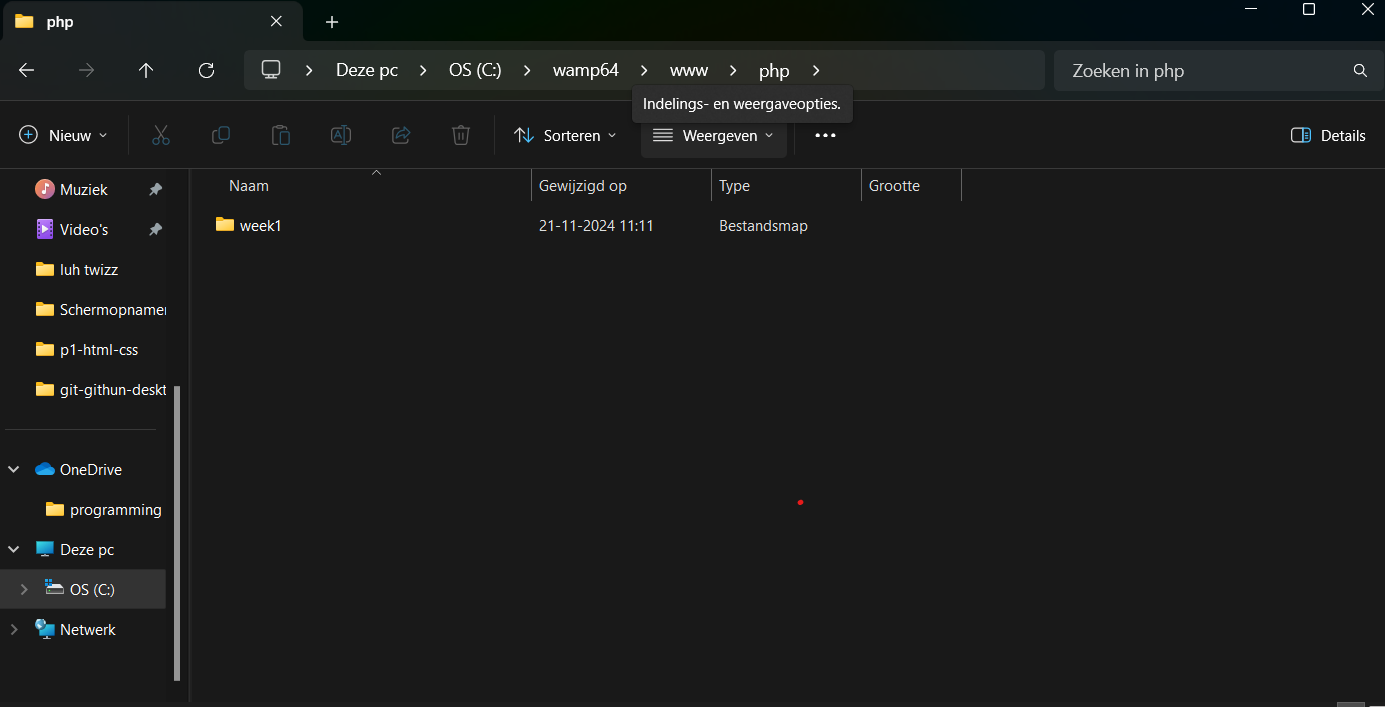 php
Deze pc
OS (C:)
wamp64
www
php
Zoeken in php
Indelings- en weergaveopties.
Nieuw
Sorteren
Weergeven
Details
Naam
Gewijzigd op
Type
Grootte
week1
21-11-2024 11:11
Bestandsmap
Muziek
Video's
luh twizz
Schermopnamen
p1-html-css
git-githun-deskt
OneDrive
programming
Deze pc
OS (C:)
Netwerk